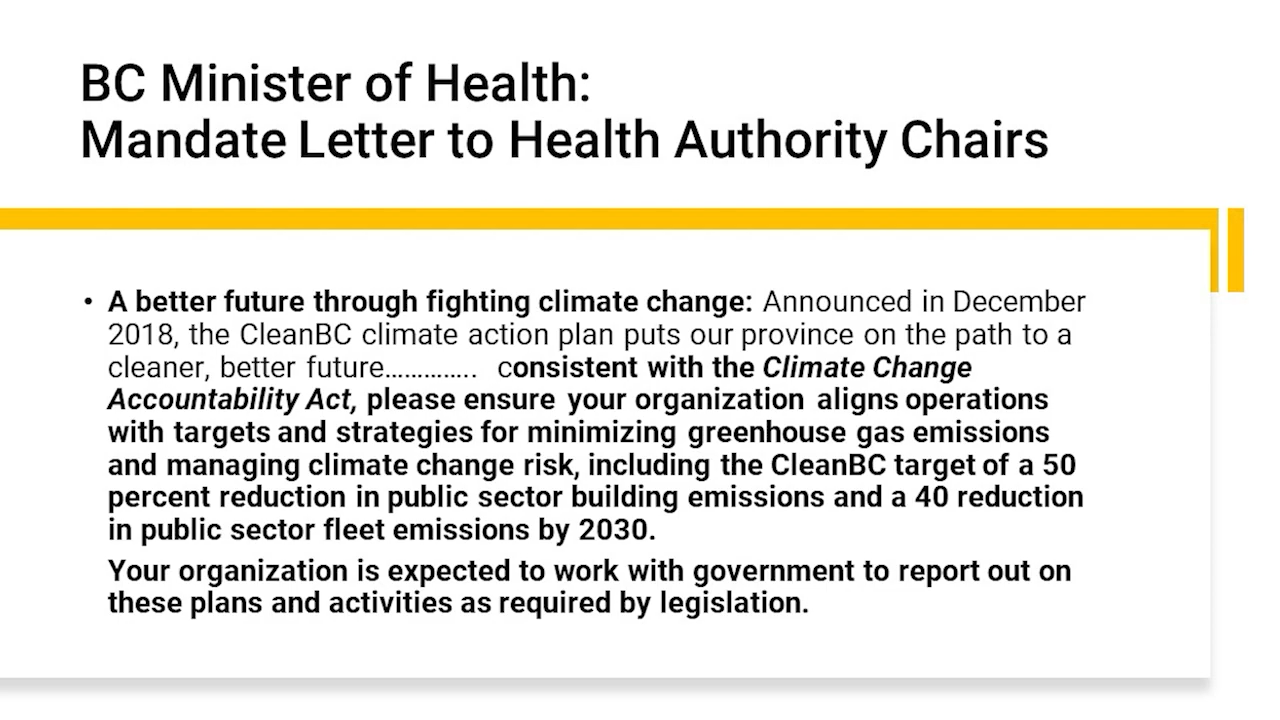 BC Minister of Health:
Mandate Letter to Health Authority Chairs
• A better future through fighting climate change: Announced in December
2018, the CleanBC climate action plan puts our province on the path to a
cleaner, better future………….. consistent with the Climate Change
Accountability Act, please ensure your organization aligns operations
with targets and strategies for minimizing greenhouse gas emissions
and managing climate change risk, including the CleanBC target of a 50
percent reduction in public sector building emissions and a 40 reduction
in public sector fleet emissions by 2030.
Your organization is expected to work with government to report out on
these plans and activities as required by legislation.